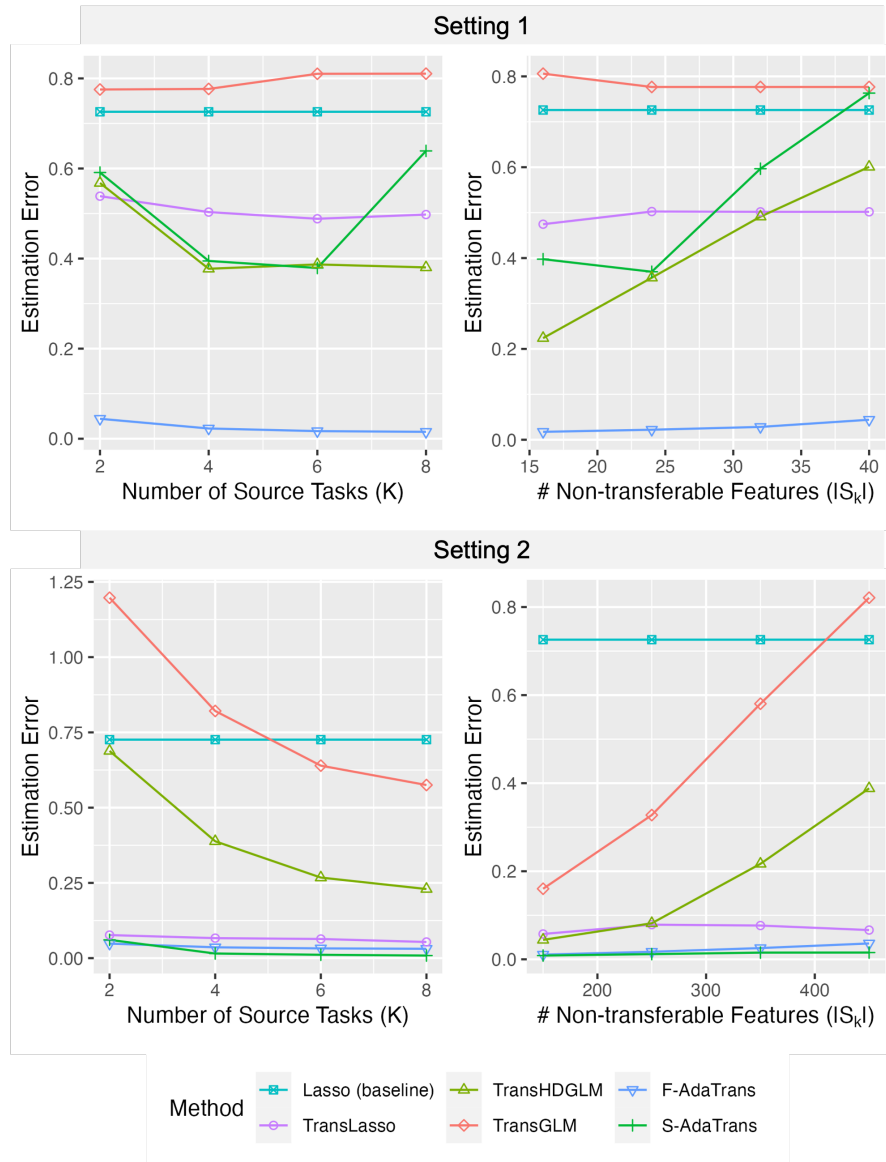 Setting 1
Estimation Error
0.8
0.6
0.4
0.2
0.0
2 4 6 8
Number of Source Tasks (K)
Estimation Error
0.8
0.6
0.4
0.2
0.0
15 20 25 30 35 40
# Non-transferable Features (|Sk|)
Setting 2
Estimation Error
1.25
1.00
0.75
0.50
0.25
0.00
2 4 6 8
Number of Source Tasks (K)
Estimation Error
0.8
0.6
0.4
0.2
0.0
200 300 400
# Non-transferable Features (|Sk|)
Method
Lasso (baseline) TransHDGLM F-AdaTrans
TransLasso TransGLM S-AdaTrans